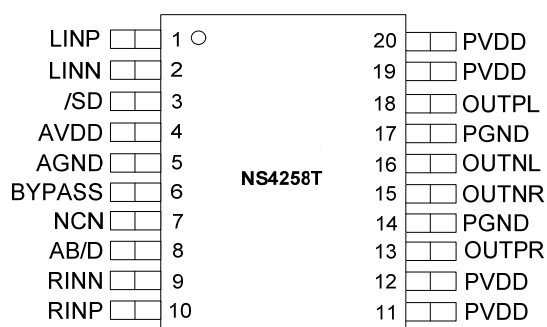 LINP 1 20 PVDD
LINN 2 19 PVDD
/SD 3 18 OUTPL
AVDD 4 17 PGND
AGND 5 16 OUTNL
NS4258T
BYPASS 6 15 OUTNR
NCN 7 14 PGND
AB/D 8 13 OUTPR
RINN 9 12 PVDD
RINP 10 11 PVDD